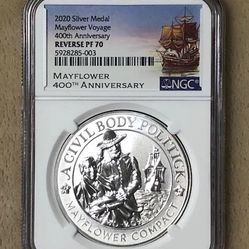 2020 Silver Medal
Mayflower Voyage
400th Anniversary
REVERSE PF 70
5928285-003
MAYFLOWER
400TH ANNIVERSARY
NGC
A CIVIL BODY POLITICK
MAYFLOWER COMPACT